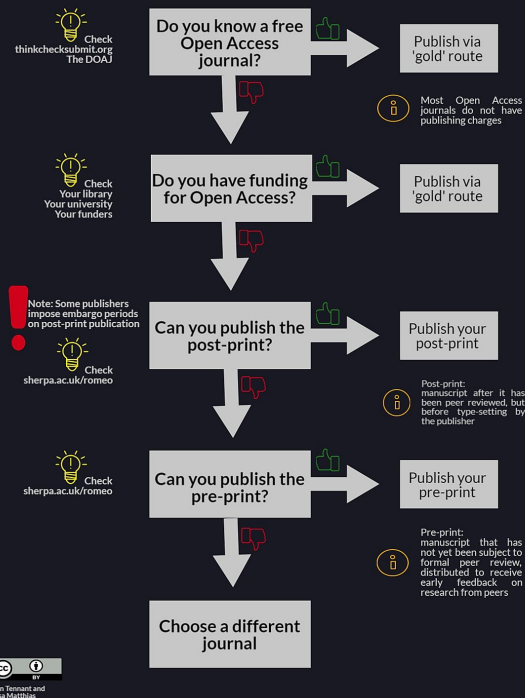 Check
thinkchecksubmit.org
The DOAJ
Do you know a free
Open Access
journal?
Publish via
'gold' route
Most Open Access
journals do not have
publishing charges
Check
Your library
Your university
Your funders
Do you have funding
for Open Access?
Publish via
'gold' route
Note: Some publishers
impose embargo periods
on post-print publication
Check
sherpa.ac.uk/romeo
Can you publish the
post-print?
Publish your
post-print
Post-print:
manuscript after it has
been peer reviewed, but
before type-setting by
the publisher
Check
sherpa.ac.uk/romeo
Can you publish the
pre-print?
Publish your
pre-print
Pre-print:
manuscript that has
not yet been subject to
formal peer review,
distributed to receive
early feedback on
research from peers
Choose a different
journal
cc
BY
Tennant and
Matthias